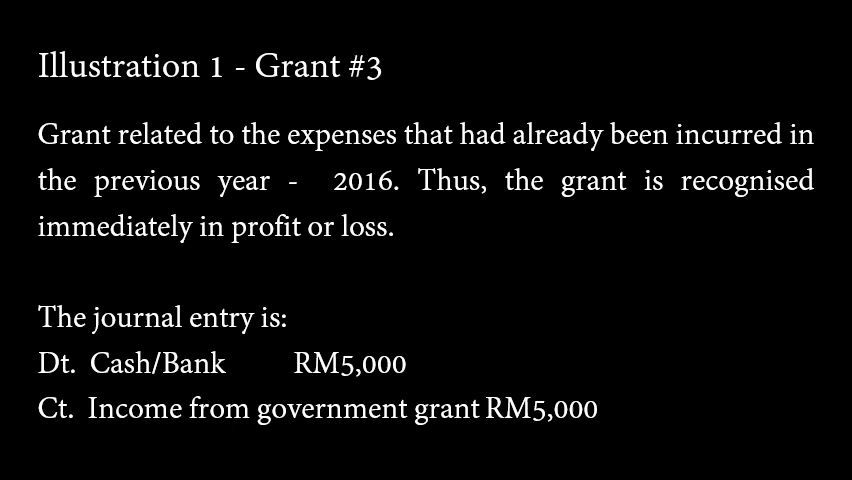 Illustration 1 - Grant #3
Grant related to the expenses that had already been incurred in
the previous year - 2016. Thus, the grant is recognised
immediately in profit or loss.
The journal entry is:
Dt. Cash/Bank RM5,000
Ct. Income from government grant RM5,000